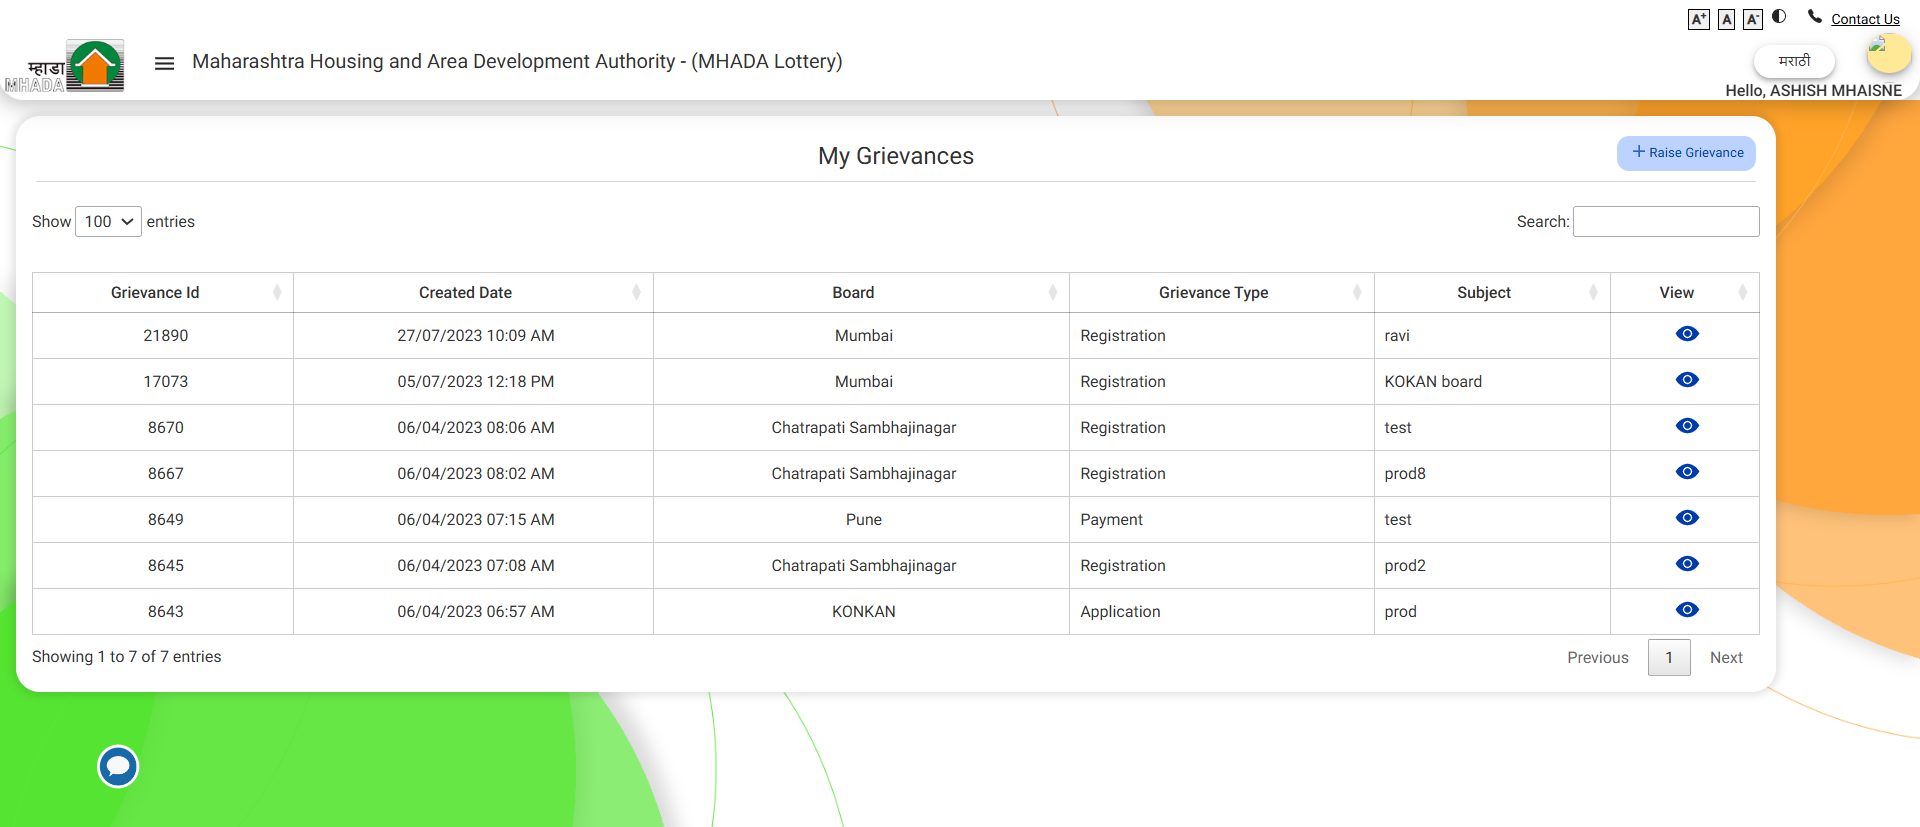 A+ A A- Contact Us
म्हाडा
MHADA
Maharashtra Housing and Area Development Authority - (MHADA Lottery)
मराठी
Hello, ASHISH MHAISNE
My Grievances
+ Raise Grievance
Show 100 entries
Search:
Grievance Id Created Date Board Grievance Type Subject View
21890 27/07/2023 10:09 AM Mumbai Registration ravi
17073 05/07/2023 12:18 PM Mumbai Registration KOKAN board
8670 06/04/2023 08:06 AM Chatrapati Sambhajinagar Registration test
8667 06/04/2023 08:02 AM Chatrapati Sambhajinagar Registration prod8
8649 06/04/2023 07:15 AM Pune Payment test
8645 06/04/2023 07:08 AM Chatrapati Sambhajinagar Registration prod2
8643 06/04/2023 06:57 AM KONKAN Application prod
Showing 1 to 7 of 7 entries
Previous 1 Next